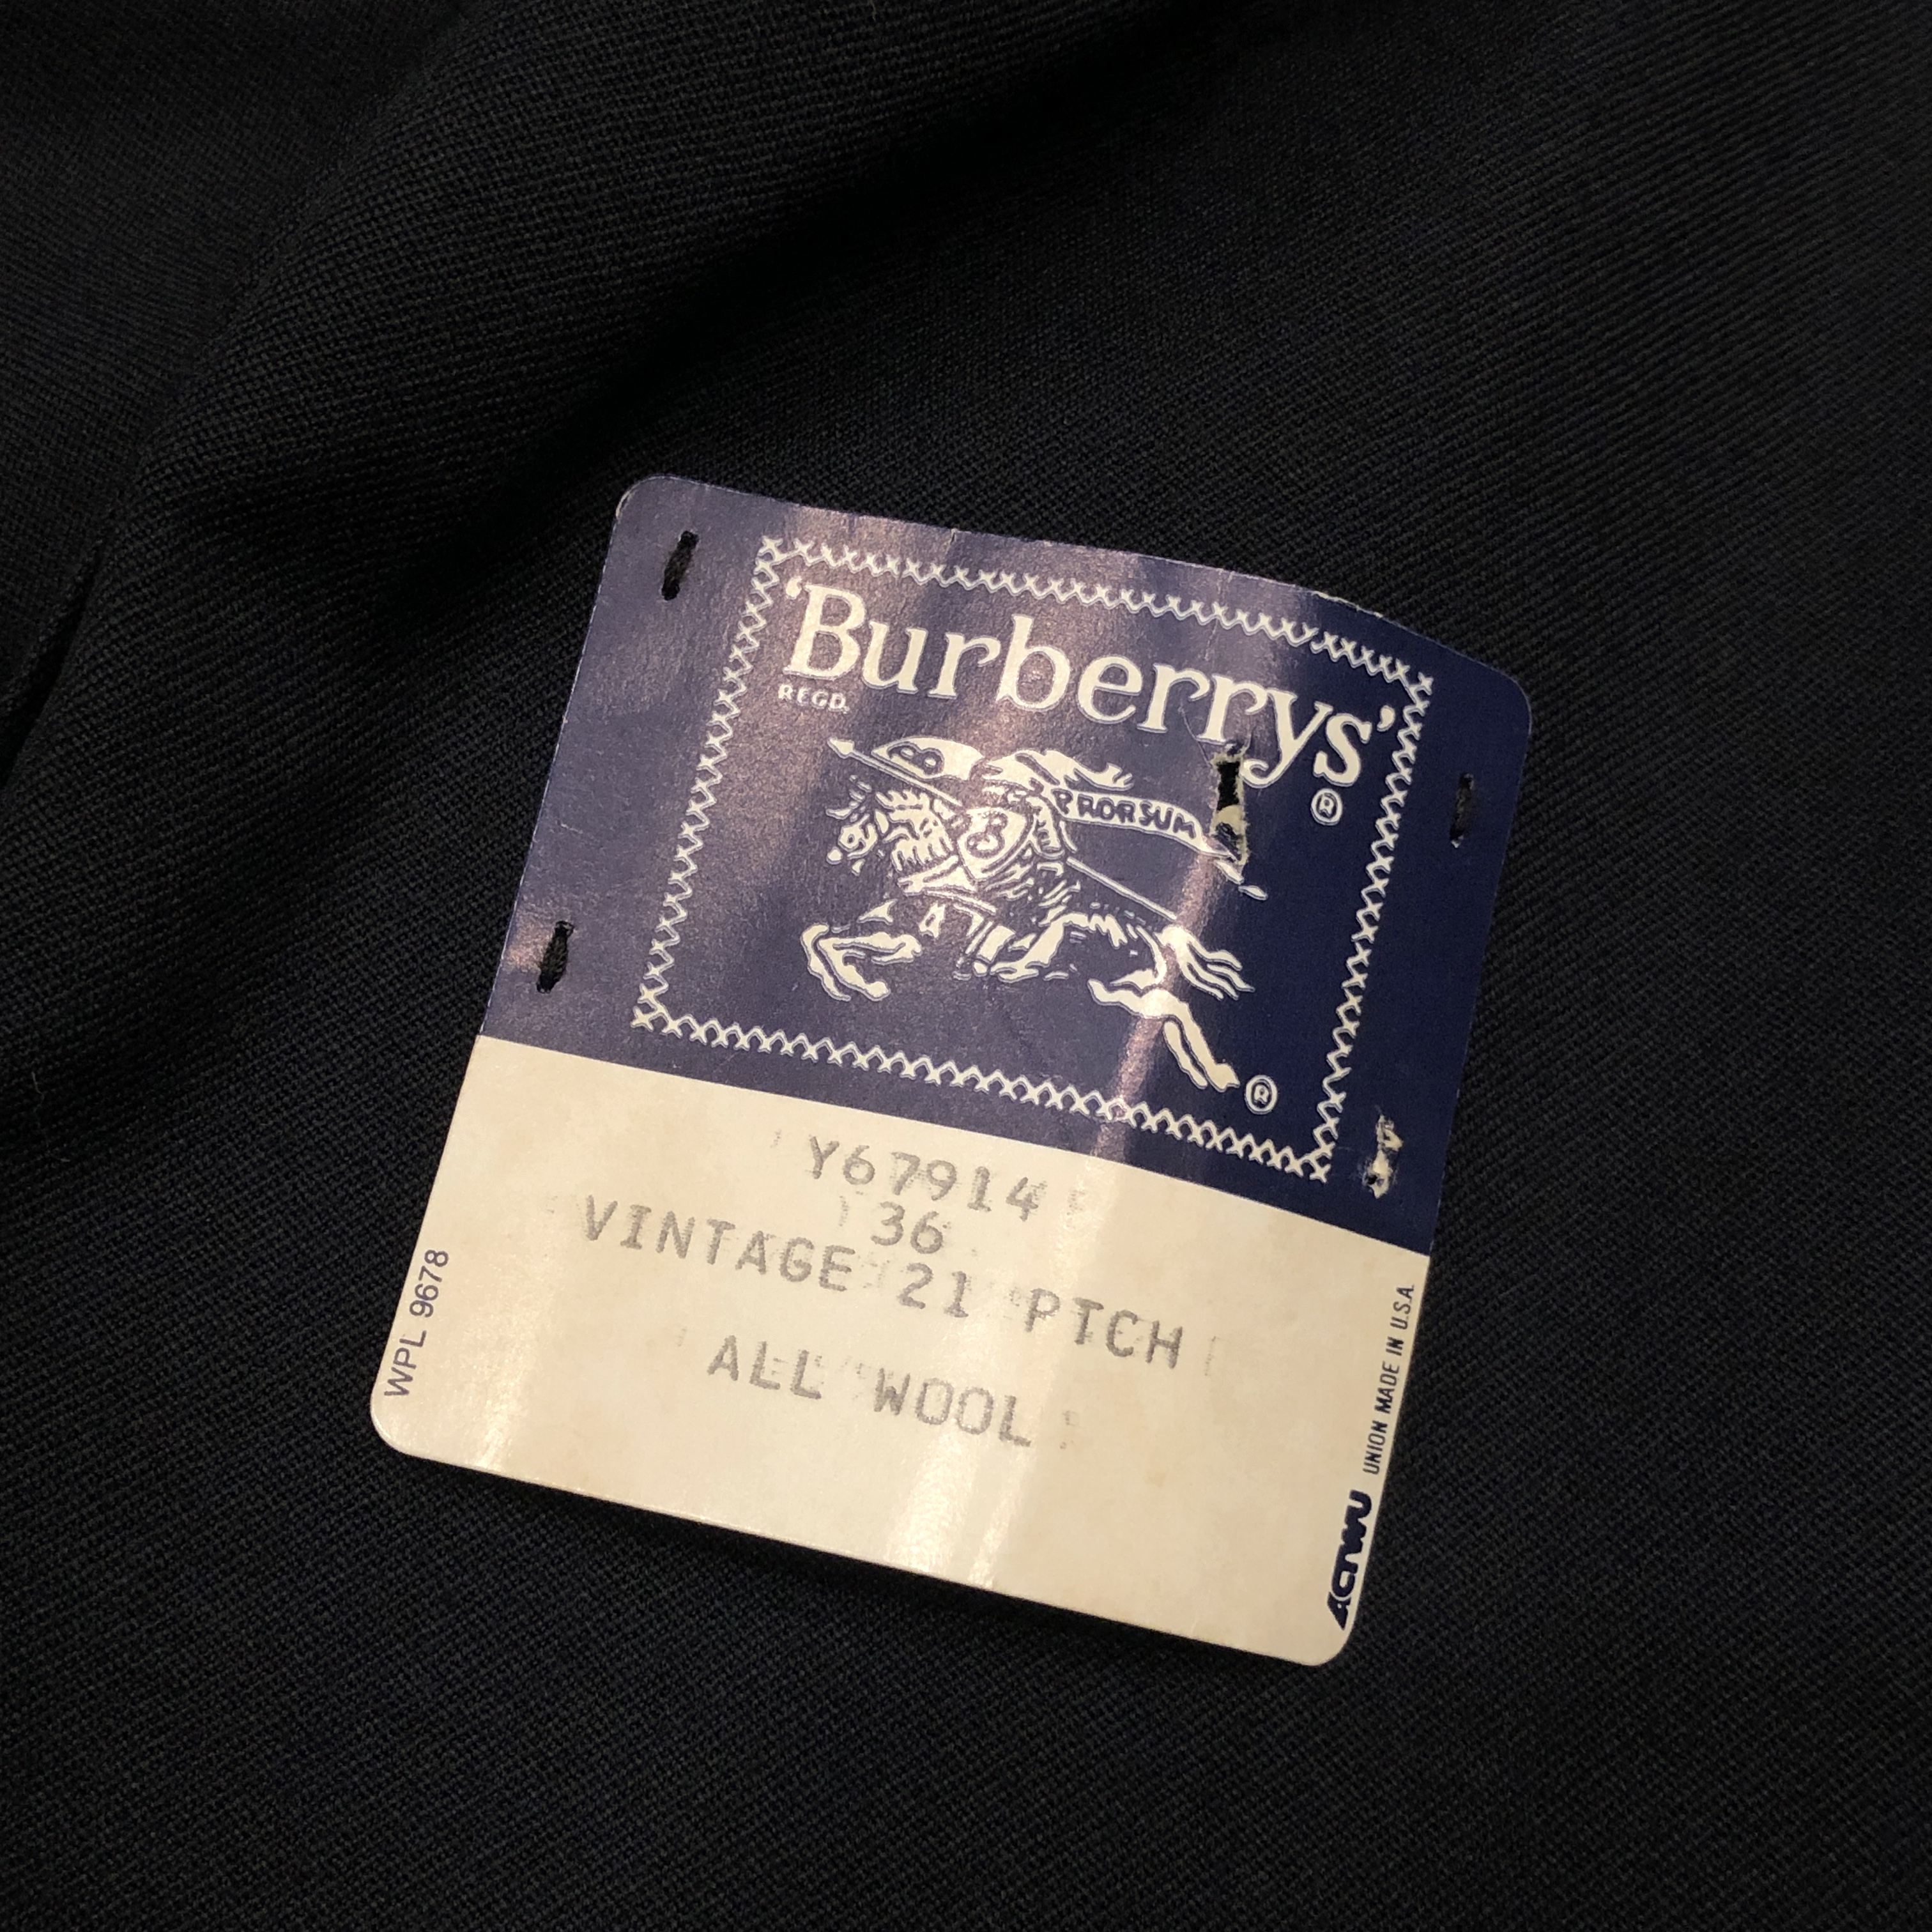 'Burberrys'
REGD.
®
B
PRORSUM
B
®
Y67914
36
VINTAGE 21 PTCH
ALL WOOL
WPL 9678
ACTWU UNION MADE IN U.S.A.